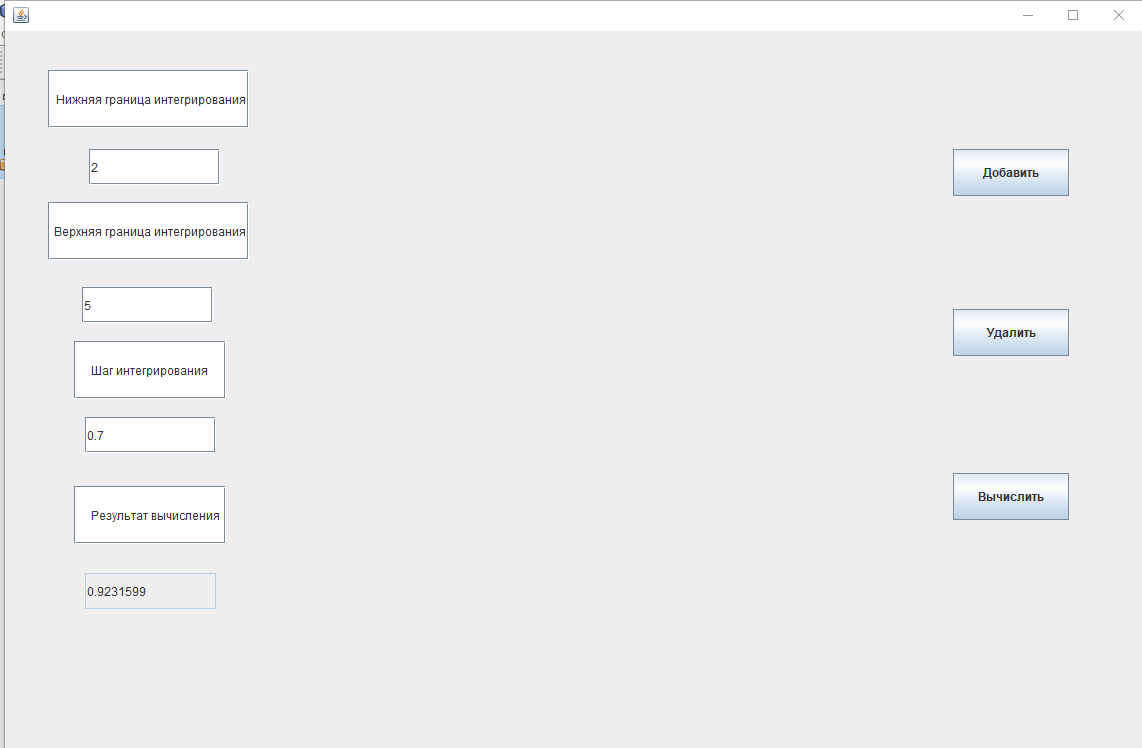 Нижняя граница интегрирования
2
Верхняя граница интегрирования
5
Шаг интегрирования
0.7
Результат вычисления
0.9231599
Добавить
Удалить
Вычислить